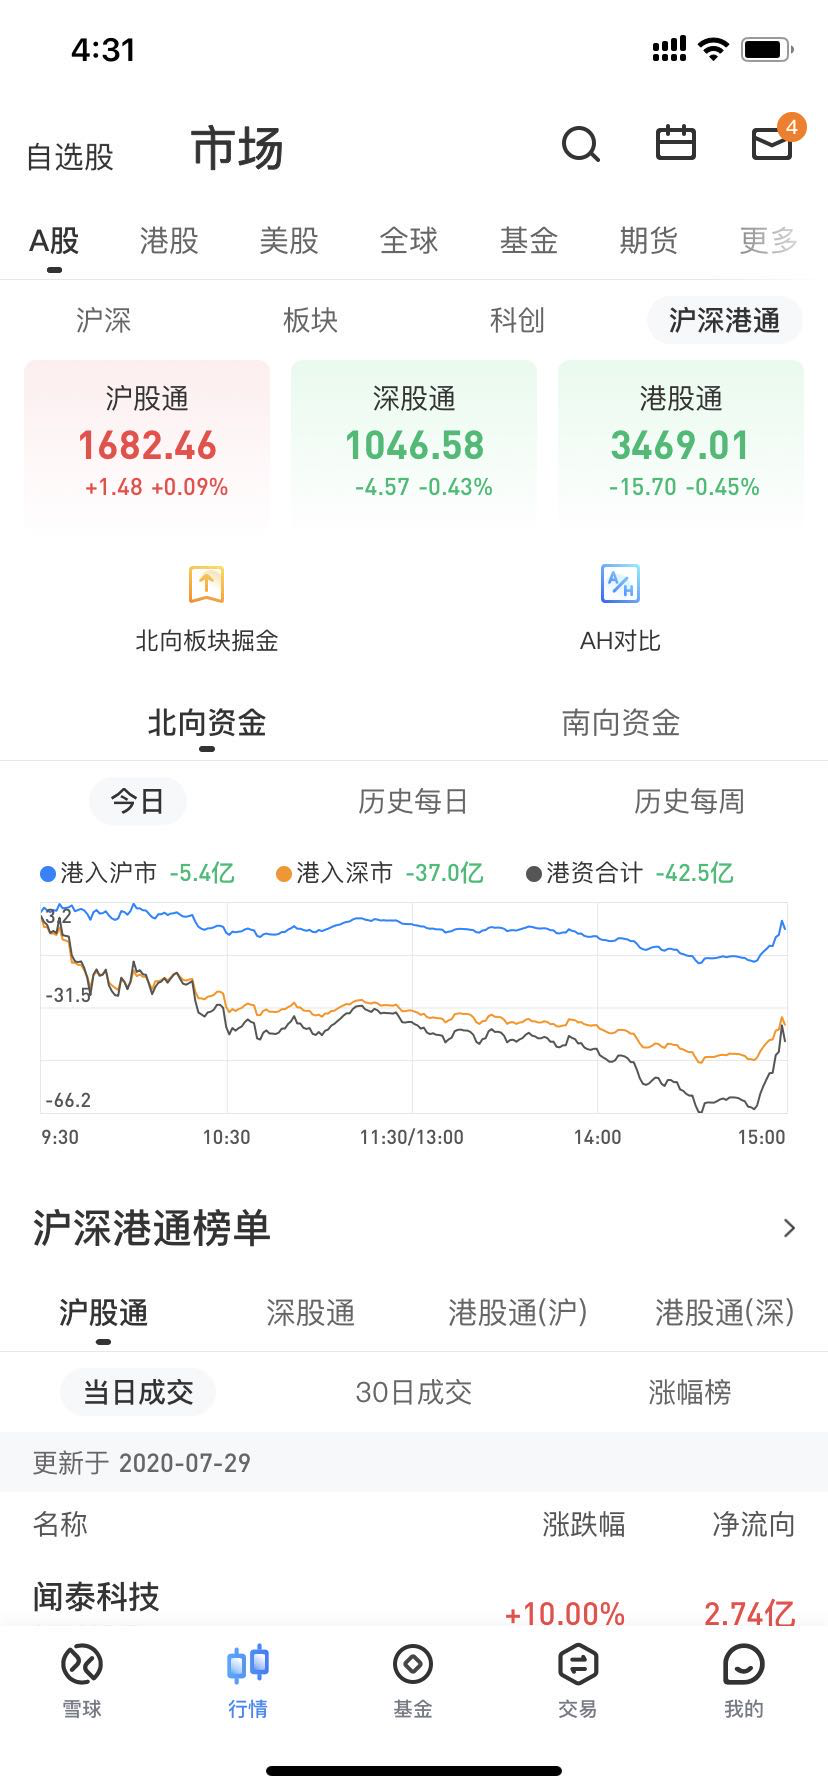 4:31
自选股 市场 4
A股 港股 美股 全球 基金 期货 更多
沪深 板块 科创 沪深港通
沪股通 深股通 港股通
1682.46 1046.58 3469.01
+1.48 +0.09% -4.57 -0.43% -15.70 -0.45%
A/H
北向板块掘金 AH对比
北向资金 南向资金
今日 历史每日 历史每周
港入沪市 -5.4亿 港入深市 -37.0亿 港资合计 -42.5亿
3.2
-31.5
-66.2
9:30 10:30 11:30/13:00 14:00 15:00
沪深港通榜单
沪股通 深股通 港股通(沪) 港股通(深)
当日成交 30日成交 涨幅榜
更新于 2020-07-29
名称 涨跌幅 净流向
闻泰科技 +10.00% 2.74亿
雪球 行情 基金 交易 我的